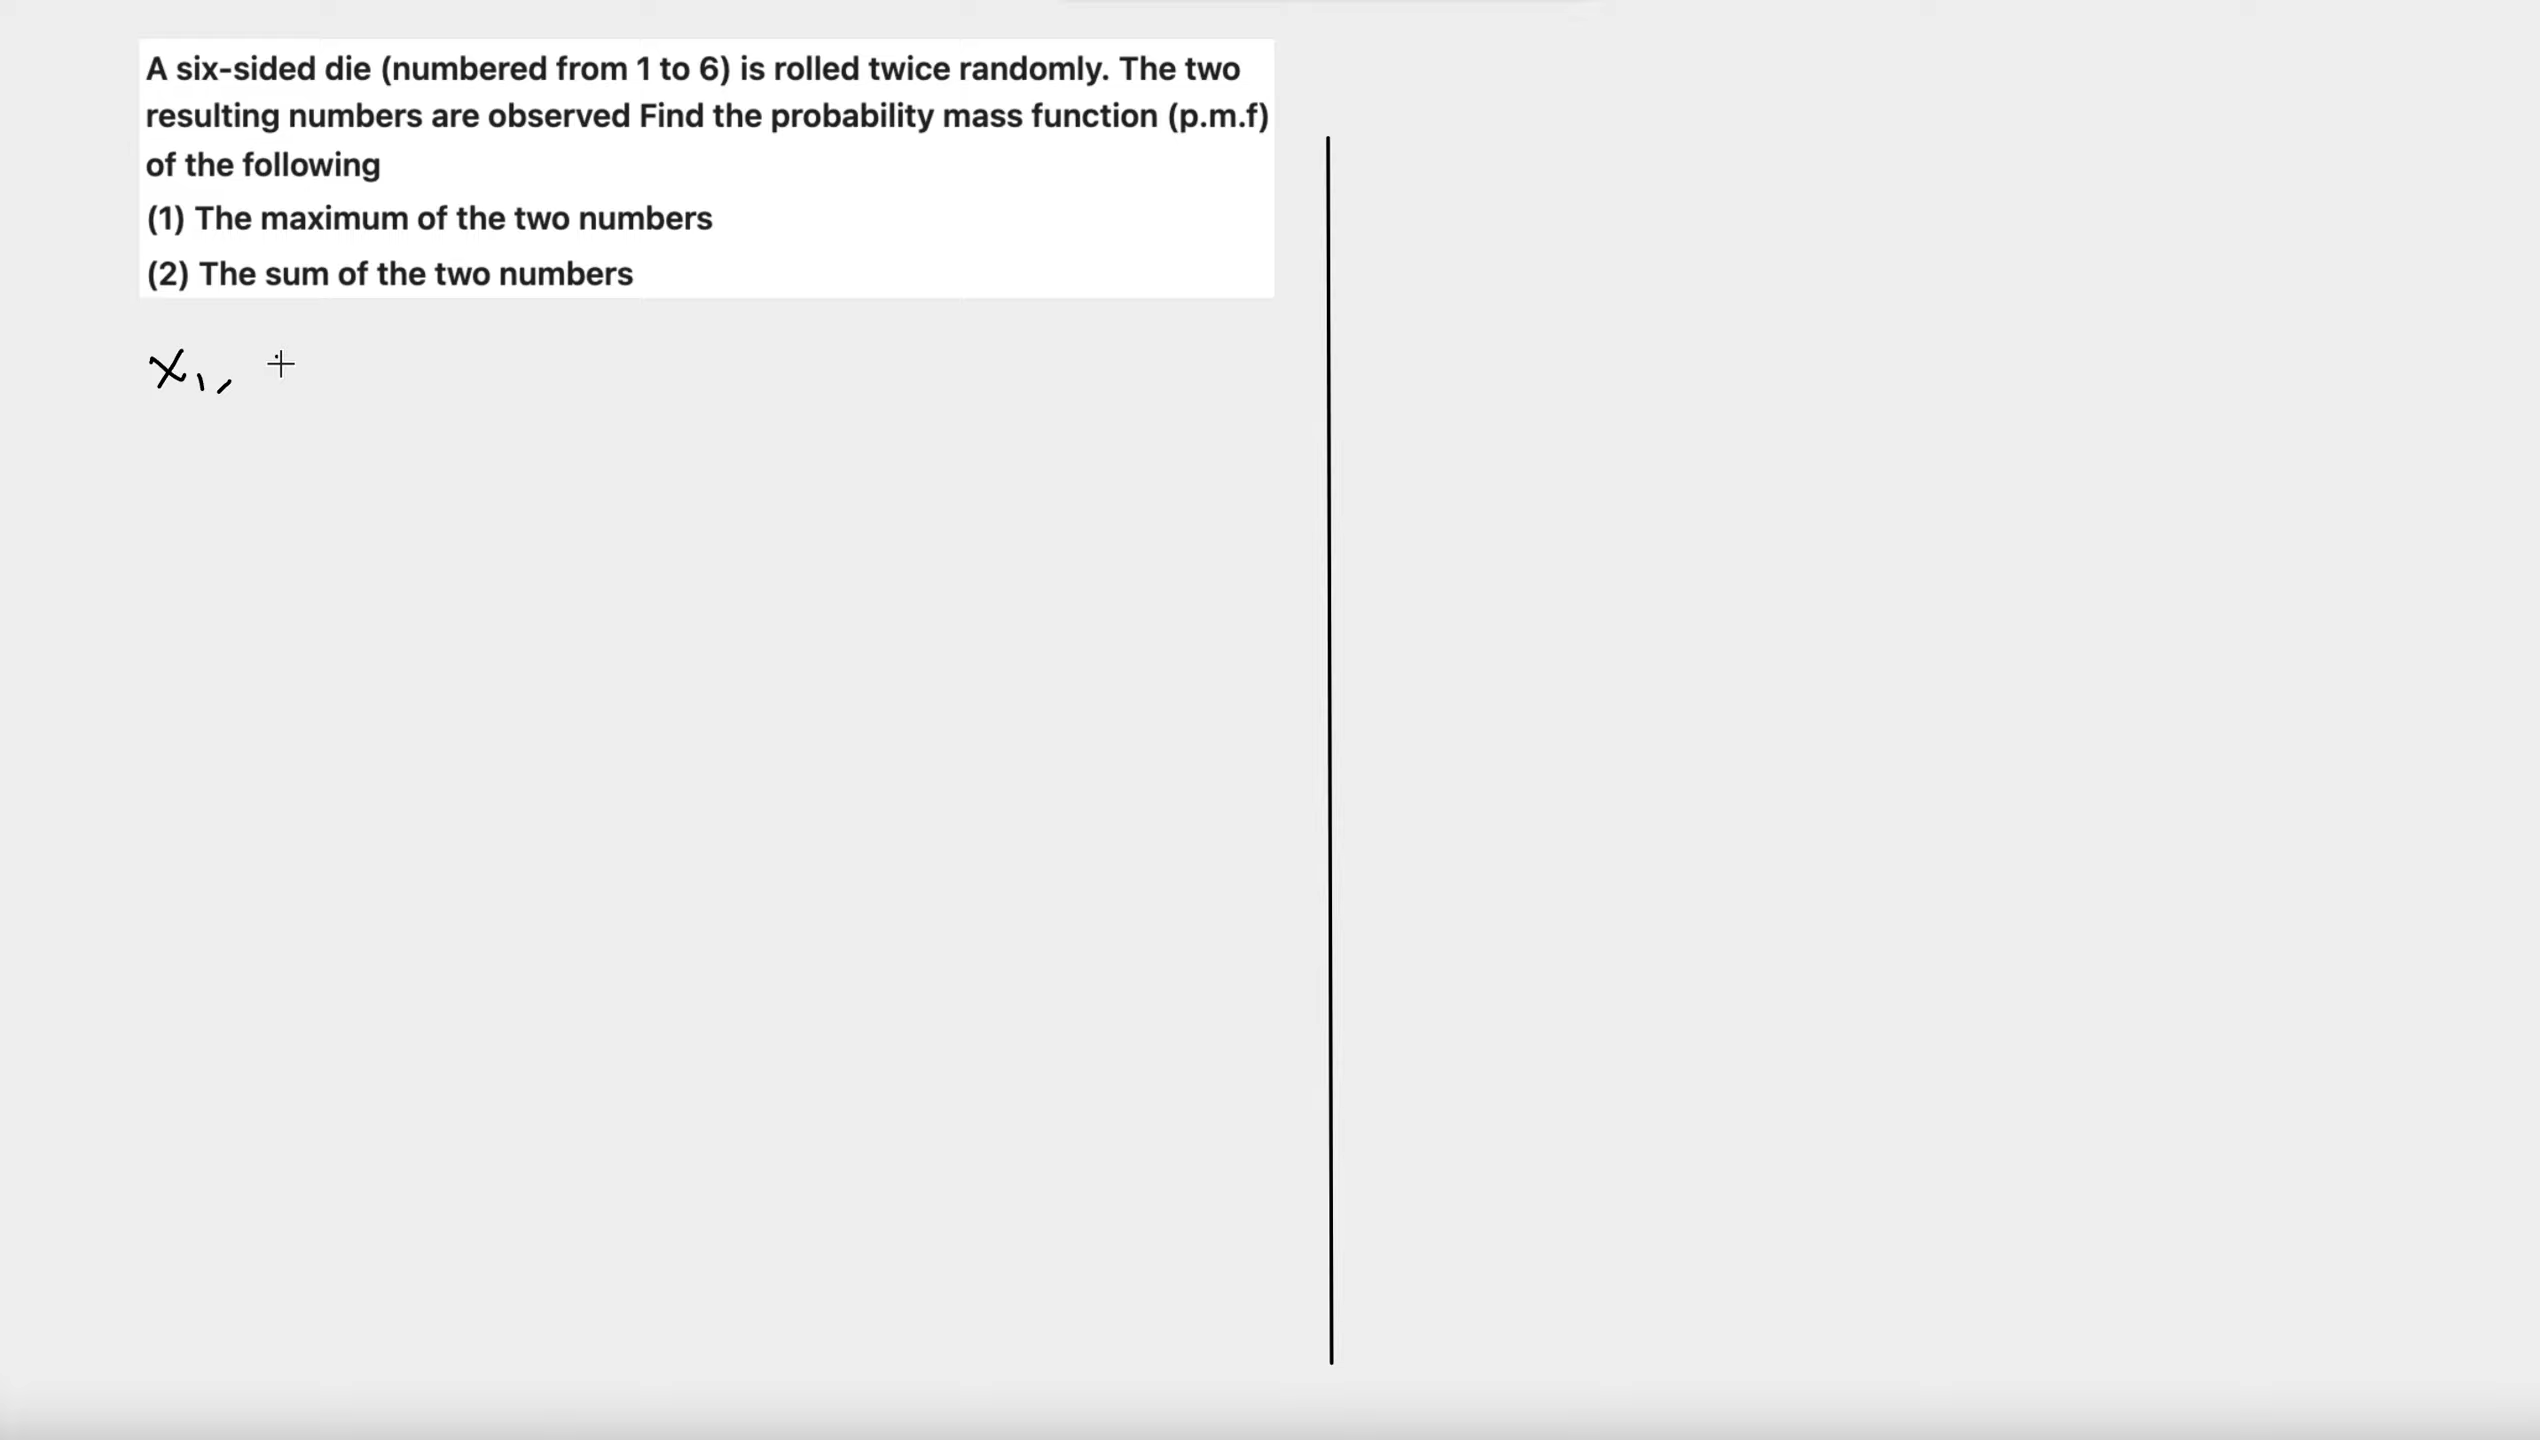 A six-sided die (numbered from 1 to 6) is rolled twice randomly. The two
resulting numbers are observed Find the probability mass function (p.m.f)
of the following
(1) The maximum of the two numbers
(2) The sum of the two numbers
x₁,